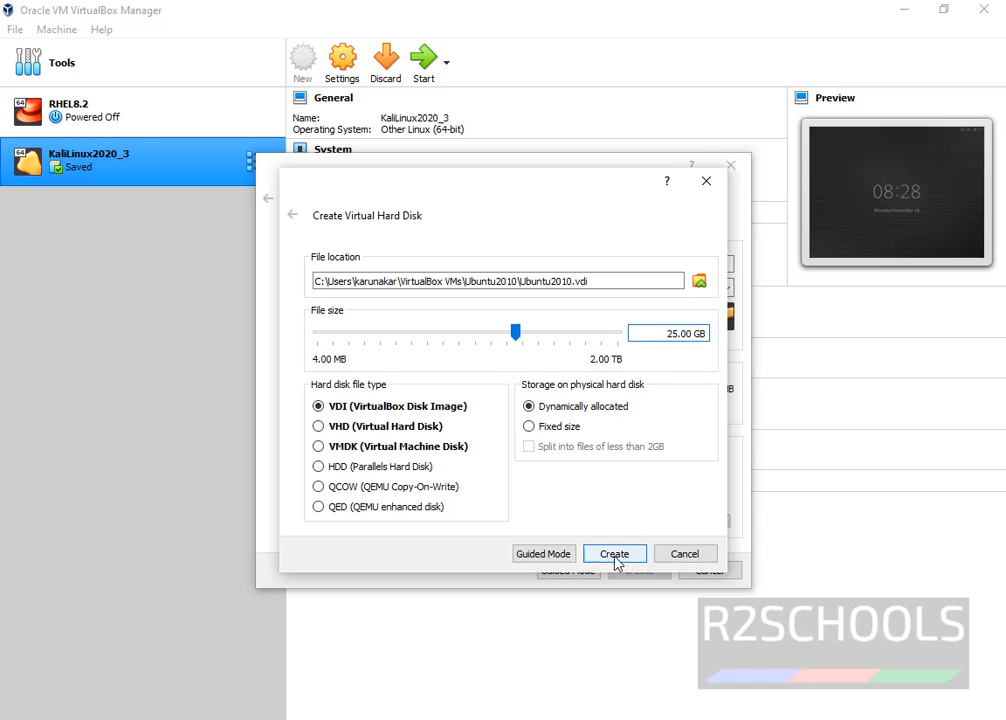 Oracle VM VirtualBox Manager
File Machine Help
Tools
New Settings Discard Start
64 RHEL8.2
Powered Off
64 KaliLinux2020_3
Saved
General
Name: KaliLinux2020_3
Operating System: Other Linux (64-bit)
System
Preview
08:28
?
?
Create Virtual Hard Disk
File location
C:\Users\karunakar\VirtualBox VMs\Ubuntu2010\Ubuntu2010.vdi
File size
25.00 GB
4.00 MB 2.00 TB
Hard disk file type
VDI (VirtualBox Disk Image)
VHD (Virtual Hard Disk)
VMDK (Virtual Machine Disk)
HDD (Parallels Hard Disk)
QCOW (QEMU Copy-On-Write)
QED (QEMU enhanced disk)
Storage on physical hard disk
Dynamically allocated
Fixed size
Split into files of less than 2GB
Guided Mode Create Cancel
R2SCHOOLS